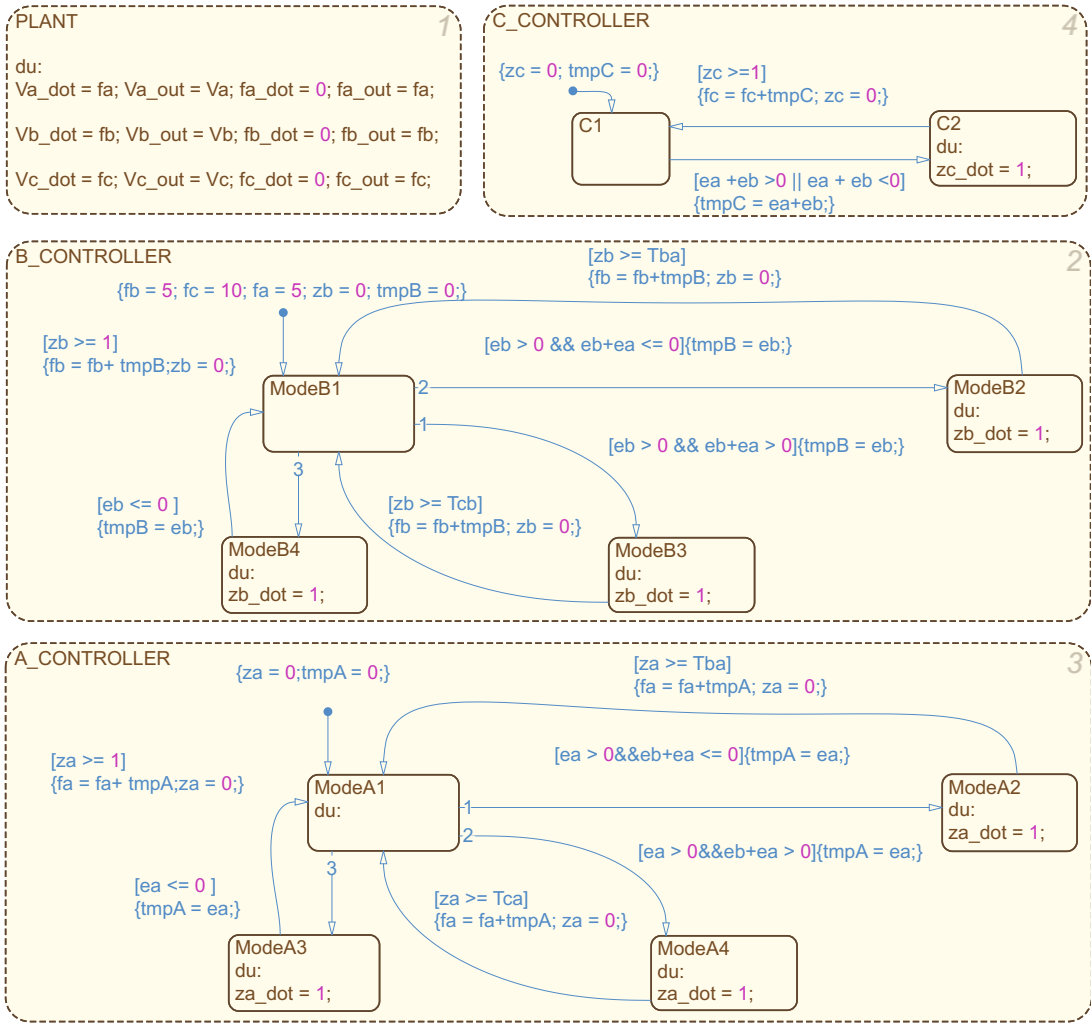 PLANT
1
du:
Va_dot = fa; Va_out = Va; fa_dot = 0; fa_out = fa;
Vb_dot = fb; Vb_out = Vb; fb_dot = 0; fb_out = fb;
Vc_dot = fc; Vc_out = Vc; fc_dot = 0; fc_out = fc;
C_CONTROLLER
4
{zc = 0; tmpC = 0;}
[zc >=1]
{fc = fc+tmpC; zc = 0;}
C1
C2
du:
zc_dot = 1;
[ea +eb >0 || ea + eb <0]
{tmpC = ea+eb;}
B_CONTROLLER
2
[zb >= Tba]
{fb = fb+tmpB; zb = 0;}
{fb = 5; fc = 10; fa = 5; zb = 0; tmpB = 0;}
[zb >= 1]
{fb = fb+ tmpB;zb = 0;}
[eb > 0 && eb+ea <= 0]{tmpB = eb;}
ModeB1
2
1
3
ModeB2
du:
zb_dot = 1;
[eb > 0 && eb+ea > 0]{tmpB = eb;}
[eb <= 0 ]
{tmpB = eb;}
[zb >= Tcb]
{fb = fb+tmpB; zb = 0;}
ModeB4
du:
zb_dot = 1;
ModeB3
du:
zb_dot = 1;
A_CONTROLLER
3
{za = 0;tmpA = 0;}
[za >= Tba]
{fa = fa+tmpA; za = 0;}
[za >= 1]
{fa = fa+ tmpA;za = 0;}
[ea > 0&&eb+ea <= 0]{tmpA = ea;}
ModeA1
du:
1
2
3
ModeA2
du:
za_dot = 1;
[ea > 0&&eb+ea > 0]{tmpA = ea;}
[ea <= 0 ]
{tmpA = ea;}
[za >= Tca]
{fa = fa+tmpA; za = 0;}
ModeA3
du:
za_dot = 1;
ModeA4
du:
za_dot = 1;